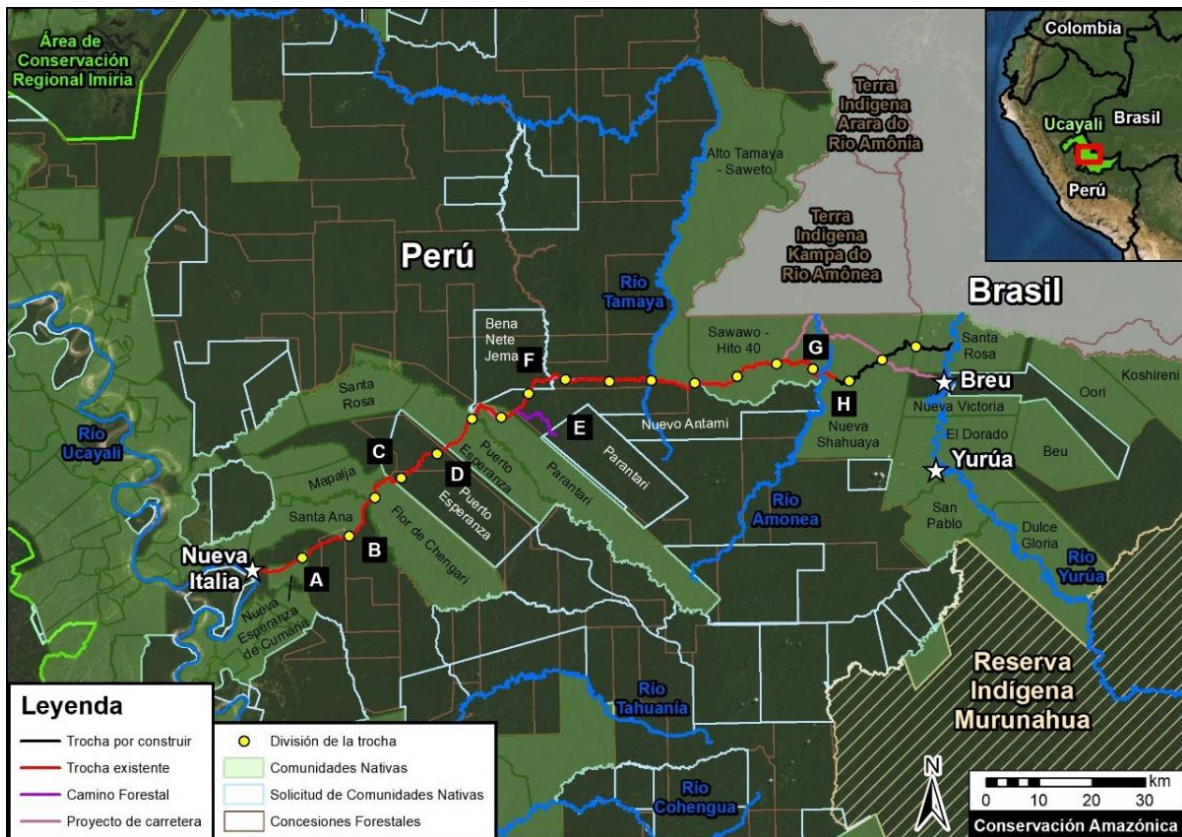 Área de
Conservación
Regional Imiria
Perú
Alto Tamaya
- Saweto
Terra
Indigena
Arara do
Rio Amônia
Terra
Indigena
Kampa do
Rio Amônea
Colombia
Brasil
Ucayali
Perú
Brasil
Río
Tamaya
Bena
Nete
Jema
F
Sawawo -
Hito 40
G
Santa
Rosa
Breu
Koshireni
Oori
H
Santa
Rosa
E
Nuevo Antami
Nueva
Shahuaya
Nueva Victoria
El Dorado
Beu
Río
Ucayali
C
Mapalja
D
Puerto
Esperanza
Parantari
Parantari
Yurúa
Santa Ana
Puerto
Esperanza
Flor de Chengari
Río
Amonea
San
Pablo
Dulce
Gloria
Río
Yurúa
B
Nueva
Italia
A
Nueva
Esperanza
de Cumaria
Reserva
Indígena
Murunahua
Río
Tahuanía
Río
Cohengua
Leyenda
Trocha por construir
Trocha existente
Camino Forestal
Proyecto de carretera
División de la trocha
Comunidades Nativas
Solicitud de Comunidades Nativas
Concesiones Forestales
N
km
0 10 20 30
Conservación Amazónica